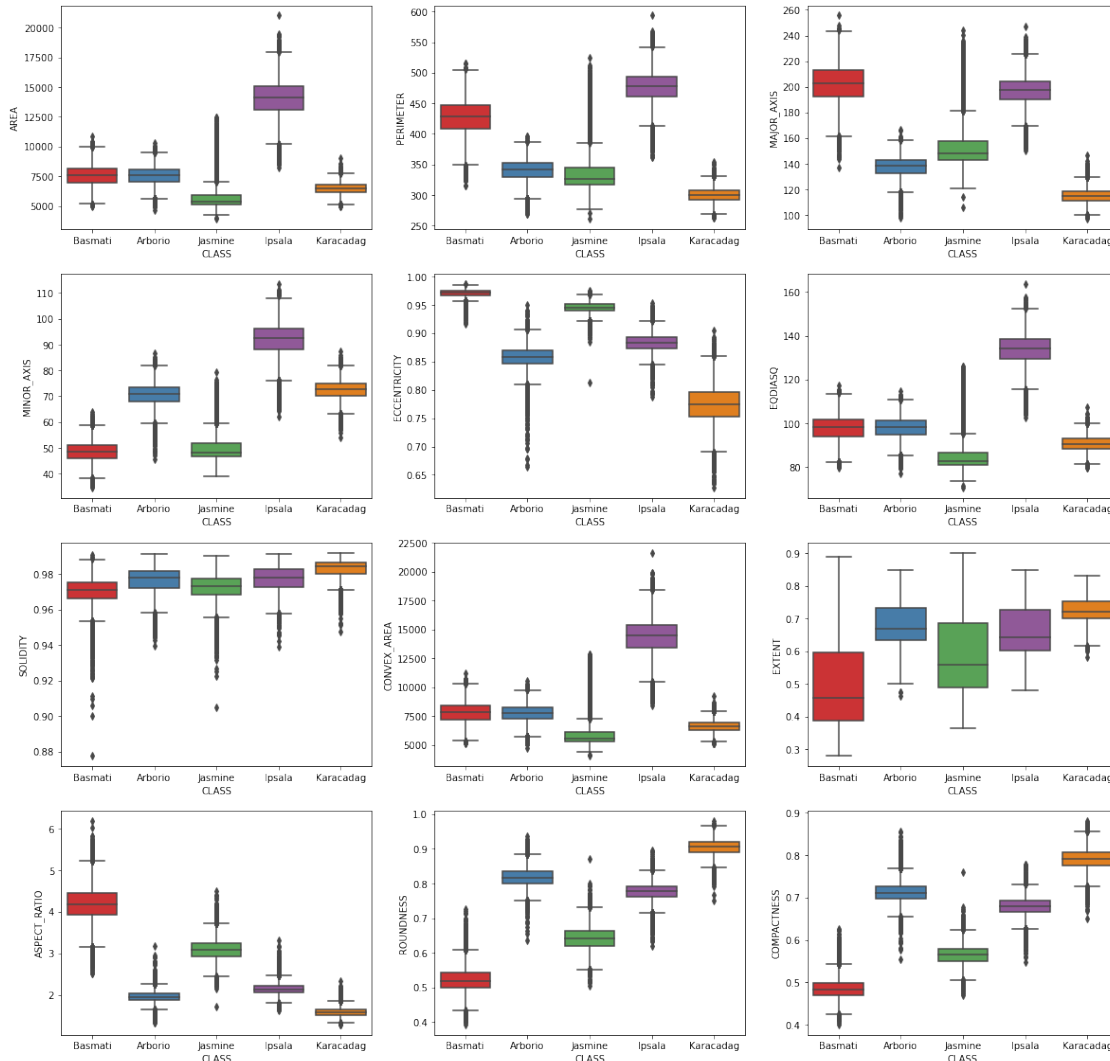 AREA
20000
17500
15000
12500
10000
7500
5000
Basmati Arborio Jasmine Ipsala Karacadag
CLASS
PERIMETER
600
550
500
450
400
350
300
250
Basmati Arborio Jasmine Ipsala Karacadag
CLASS
MAJOR_AXIS
260
240
220
200
180
160
140
120
100
Basmati Arborio Jasmine Ipsala Karacadag
CLASS
MINOR_AXIS
110
100
90
80
70
60
50
40
Basmati Arborio Jasmine Ipsala Karacadag
CLASS
ECCENTRICITY
1.00
0.95
0.90
0.85
0.80
0.75
0.70
0.65
Basmati Arborio Jasmine Ipsala Karacadag
CLASS
EQDIASQ
160
140
120
100
80
Basmati Arborio Jasmine Ipsala Karacadag
CLASS
SOLIDITY
0.98
0.96
0.94
0.92
0.90
0.88
Basmati Arborio Jasmine Ipsala Karacadag
CLASS
CONVEX_AREA
22500
20000
17500
15000
12500
10000
7500
5000
Basmati Arborio Jasmine Ipsala Karacadag
CLASS
EXTENT
0.9
0.8
0.7
0.6
0.5
0.4
0.3
Basmati Arborio Jasmine Ipsala Karacadag
CLASS
ASPECT_RATIO
6
5
4
3
2
Basmati Arborio Jasmine Ipsala Karacadag
CLASS
ROUNDNESS
1.0
0.9
0.8
0.7
0.6
0.5
0.4
Basmati Arborio Jasmine Ipsala Karacadag
CLASS
COMPACTNESS
0.9
0.8
0.7
0.6
0.5
0.4
Basmati Arborio Jasmine Ipsala Karacadag
CLASS